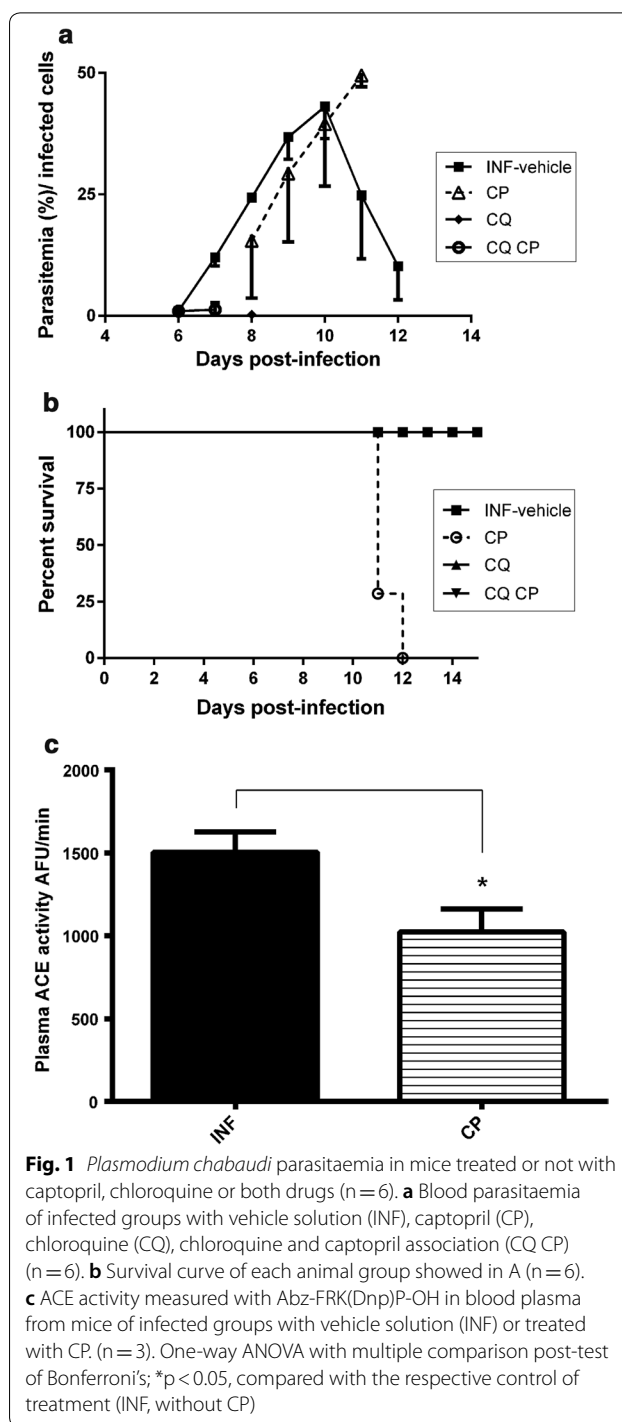 a
Parasitemia (%)/ infected cells
50
25
0
4 6 8 10 12 14
Days post-infection
INF-vehicle
CP
CQ
CQ CP
b
Percent survival
100
75
50
25
0
0 2 4 6 8 10 12 14
Days post-infection
INF-vehicle
CP
CQ
CQ CP
c
Plasma ACE activity AFU/min
2000
1500
1000
500
0
*
INF
CP
Fig. 1 Plasmodium chabaudi parasitaemia in mice treated or not with
captopril, chloroquine or both drugs (n = 6). a Blood parasitaemia
of infected groups with vehicle solution (INF), captopril (CP),
chloroquine (CQ), chloroquine and captopril association (CQ CP)
(n = 6). b Survival curve of each animal group showed in A (n = 6).
c ACE activity measured with Abz-FRK(Dnp)P-OH in blood plasma
from mice of infected groups with vehicle solution (INF) or treated
with CP. (n = 3). One-way ANOVA with multiple comparison post-test
of Bonferroni's; *p < 0.05, compared with the respective control of
treatment (INF, without CP)